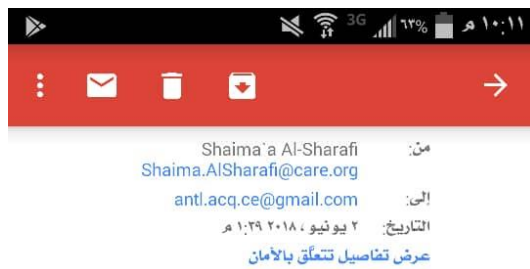 3G ٦٣% ١٠:١١ م
من: Shaima`a Al-Sharafi
Shaima.AlSharafi@care.org
إلى: antl.acq.ce@gmail.com
التاريخ: ٢ يونيو، ٢٠١٨ ١:٣٩ م
عرض تفاصيل تتعلَّق بالأمان